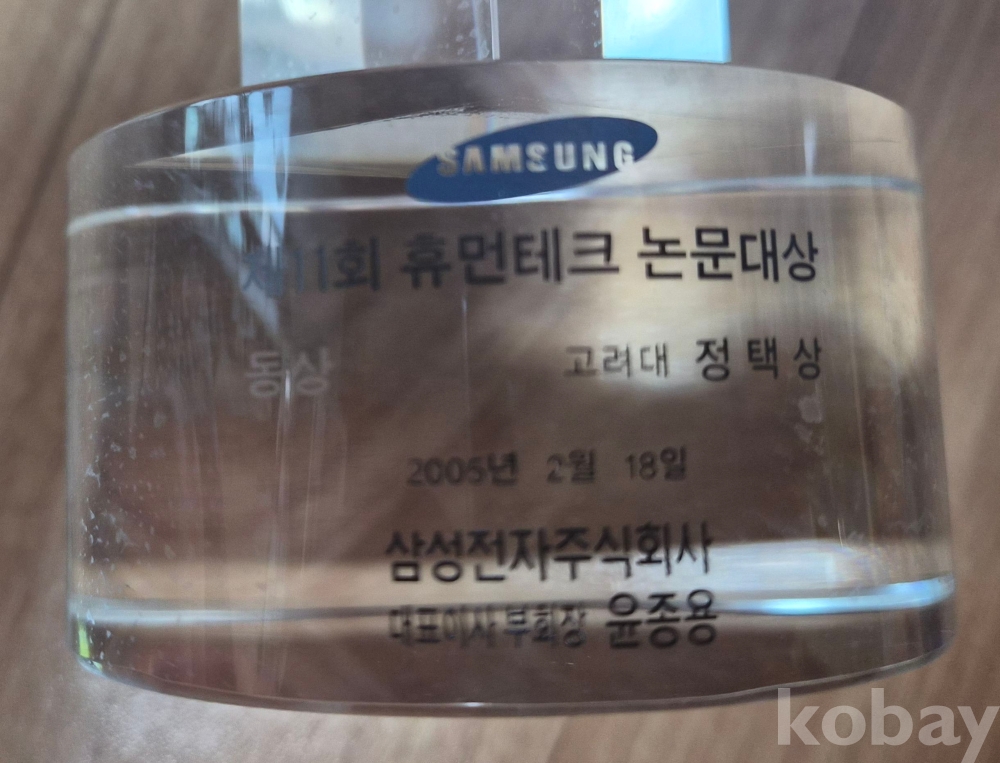 SAMSUNG
제11회 휴먼테크 논문대상
동상 고려대 정택상
2005년 2월 18일
삼성전자주식회사
대표이사 부회장 윤종용
kobay